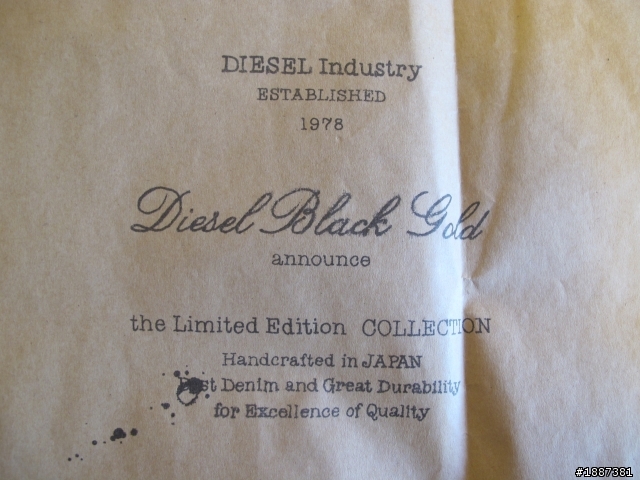 DIESEL Industry
ESTABLISHED
1978
Diesel Black Gold
announce
the Limited Edition COLLECTION
Handcrafted in JAPAN
Denim and Great Durability
for Excellence of Quality
#1887381